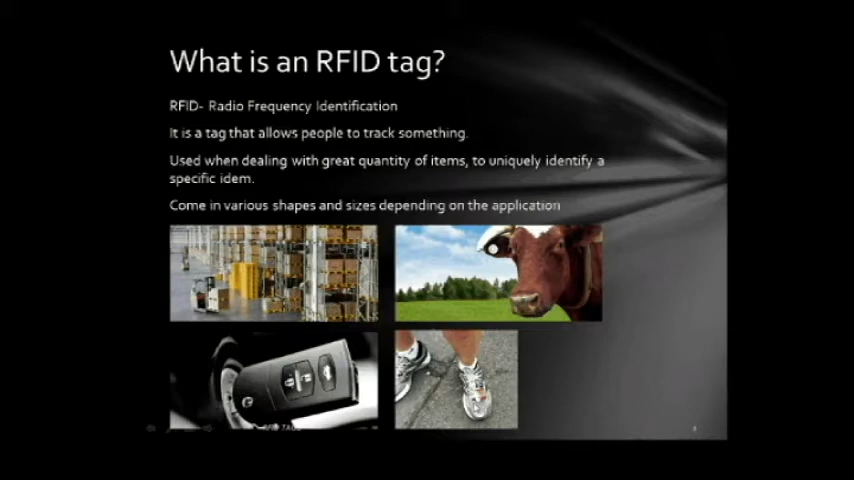 What is an RFID tag?
RFID- Radio Frequency Identification
It is a tag that allows people to track something.
Used when dealing with great quantity of items, to uniquely identify a
specific idem.
Come in various shapes and sizes depending on the application
RFID TAGS